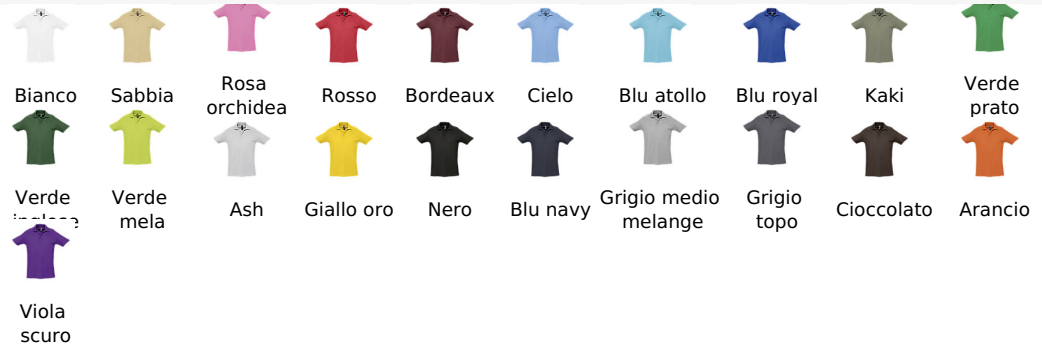 Bianco
Sabbia
Rosa
orchidea
Rosso
Bordeaux
Cielo
Blu atollo
Blu royal
Kaki
Verde
prato
Verde
inglese
Verde
mela
Ash
Giallo oro
Nero
Blu navy
Grigio medio
melange
Grigio
topo
Cioccolato
Arancio
Viola
scuro